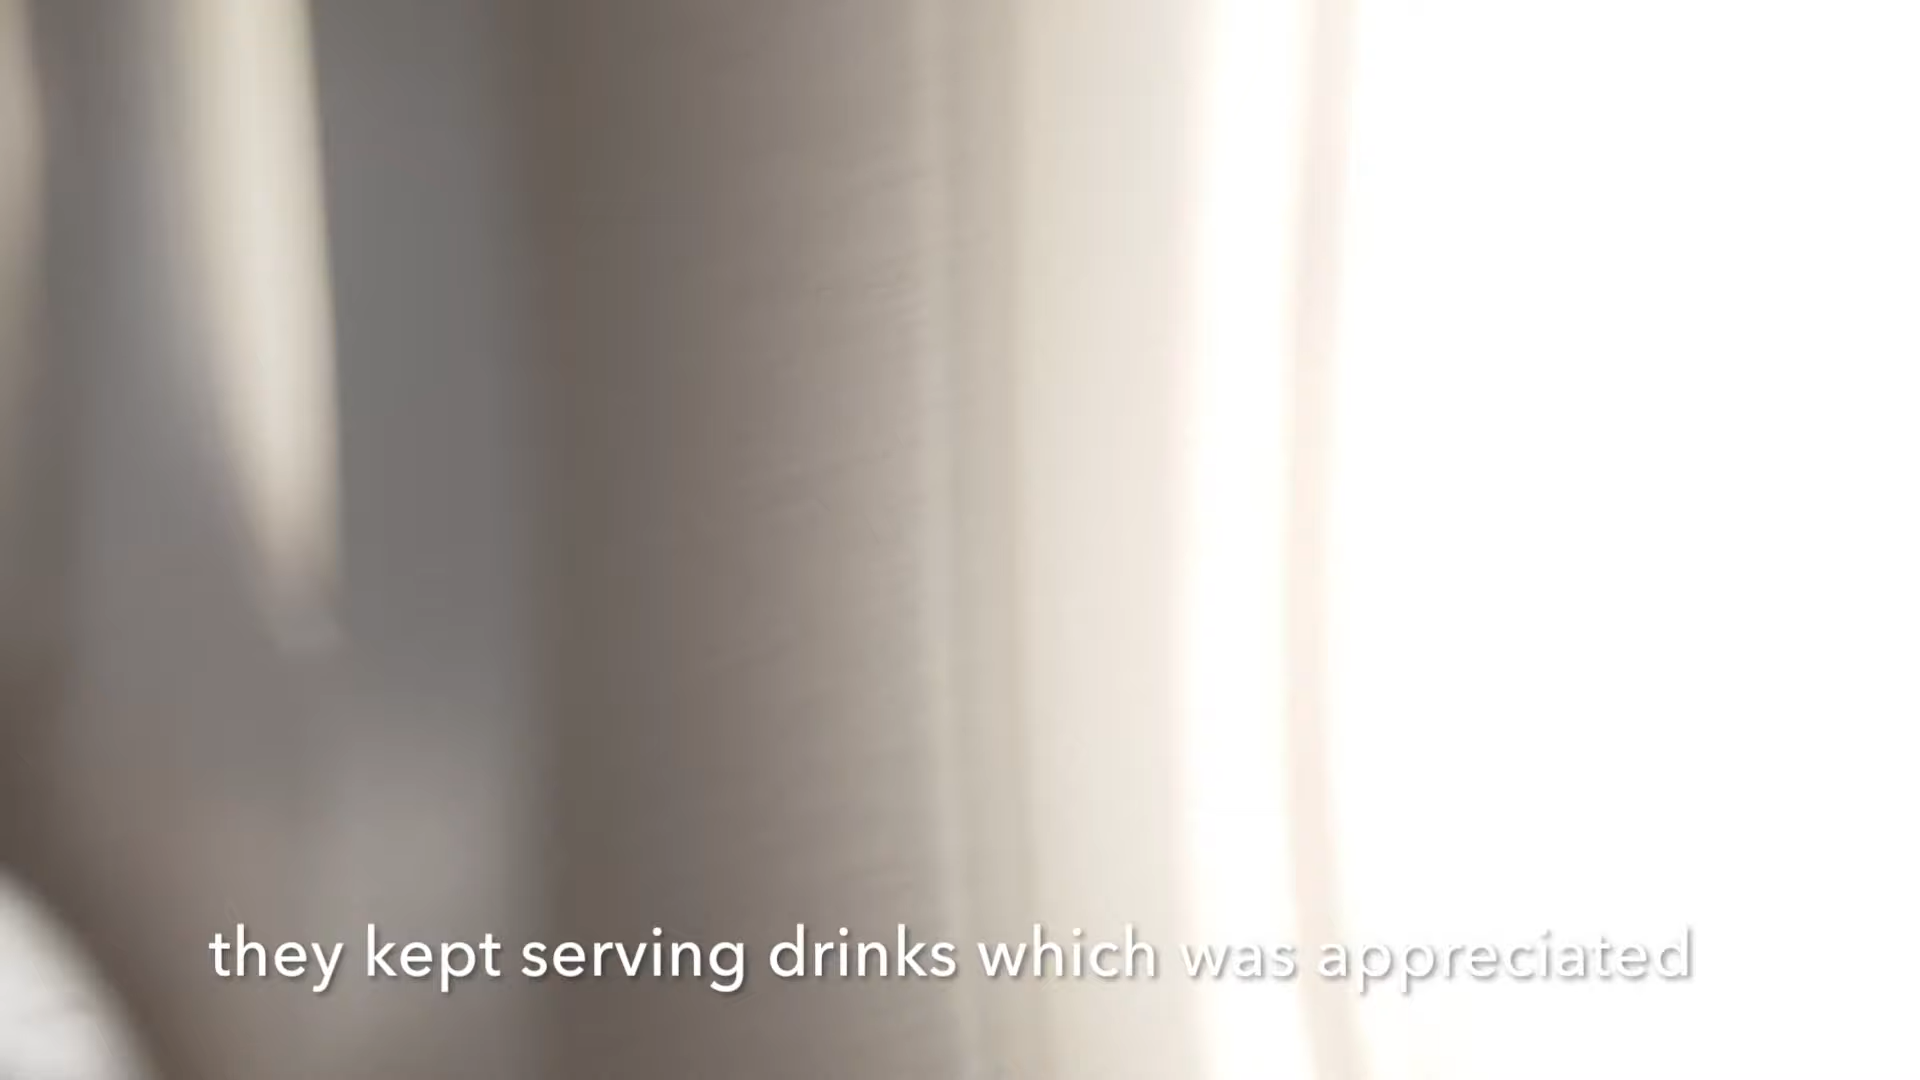 they kept serving drinks which was appreciated